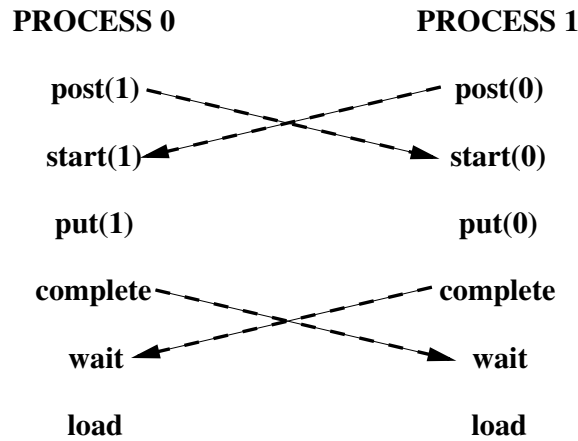 PROCESS 0 PROCESS 1
post(1) post(0)
start(1) start(0)
put(1) put(0)
complete complete
wait wait
load load